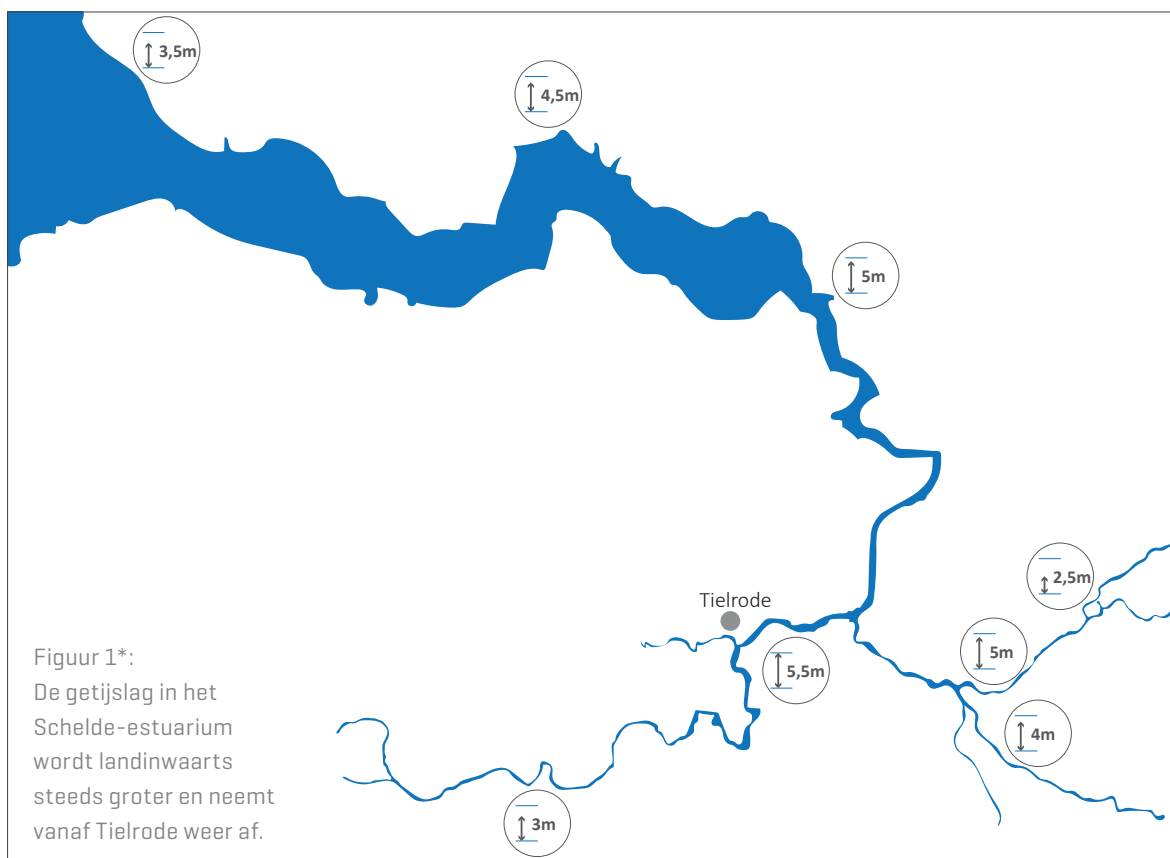 3,5m
4,5m
5m
2,5m
Tielrode
5m
5,5m
4m
3m
Figuur 1*:
De getijslag in het
Schelde-estuarium
wordt landinwaarts
steeds groter en neemt
vanaf Tielrode weer af.